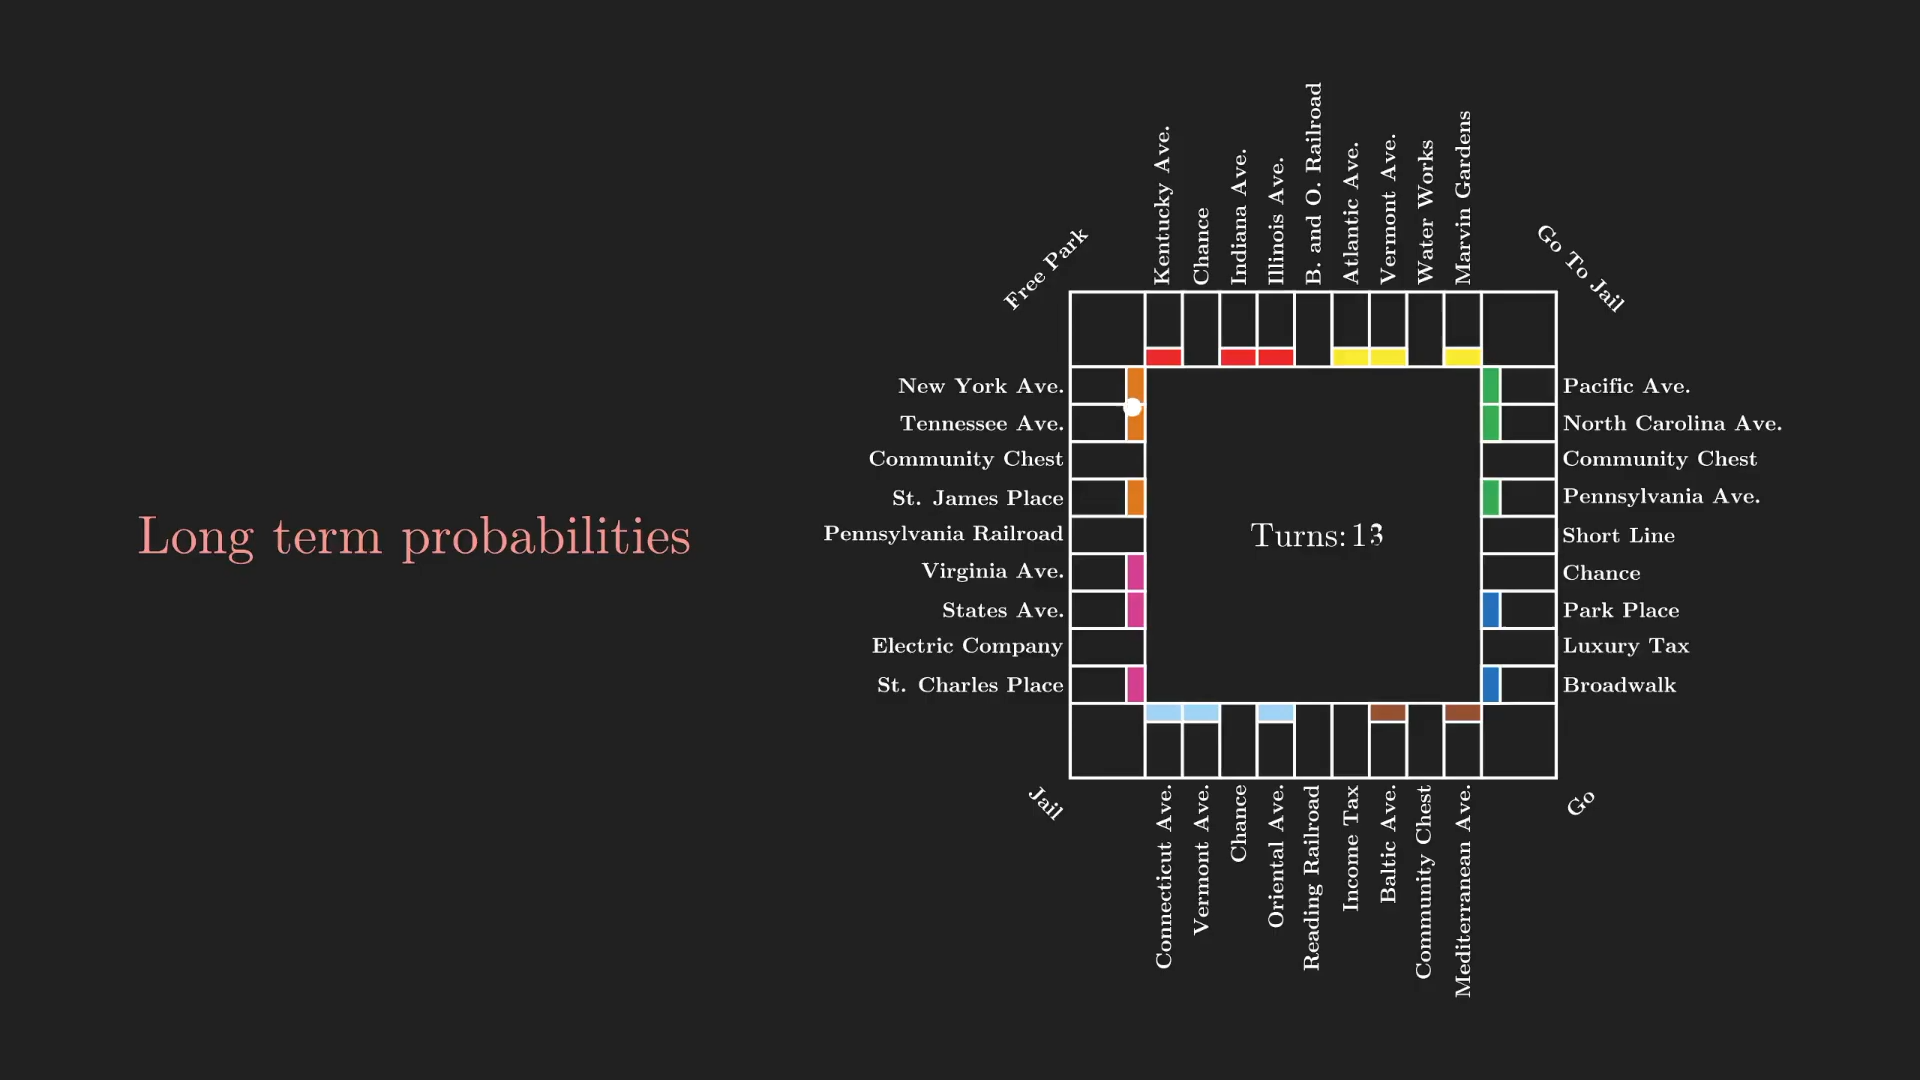 Long term probabilities
Free Park
Kentucky Ave.
Chance
Indiana Ave.
Illinois Ave.
B. and O. Railroad
Atlantic Ave.
Vermont Ave.
Water Works
Marvin Gardens
Go To Jail
New York Ave.
Tennessee Ave.
Community Chest
St. James Place
Pennsylvania Railroad
Virginia Ave.
States Ave.
Electric Company
St. Charles Place
Turns: 13
Pacific Ave.
North Carolina Ave.
Community Chest
Pennsylvania Ave.
Short Line
Chance
Park Place
Luxury Tax
Broadwalk
Jail
Connecticut Ave.
Vermont Ave.
Chance
Oriental Ave.
Reading Railroad
Income Tax
Baltic Ave.
Community Chest
Mediterranean Ave.
Go